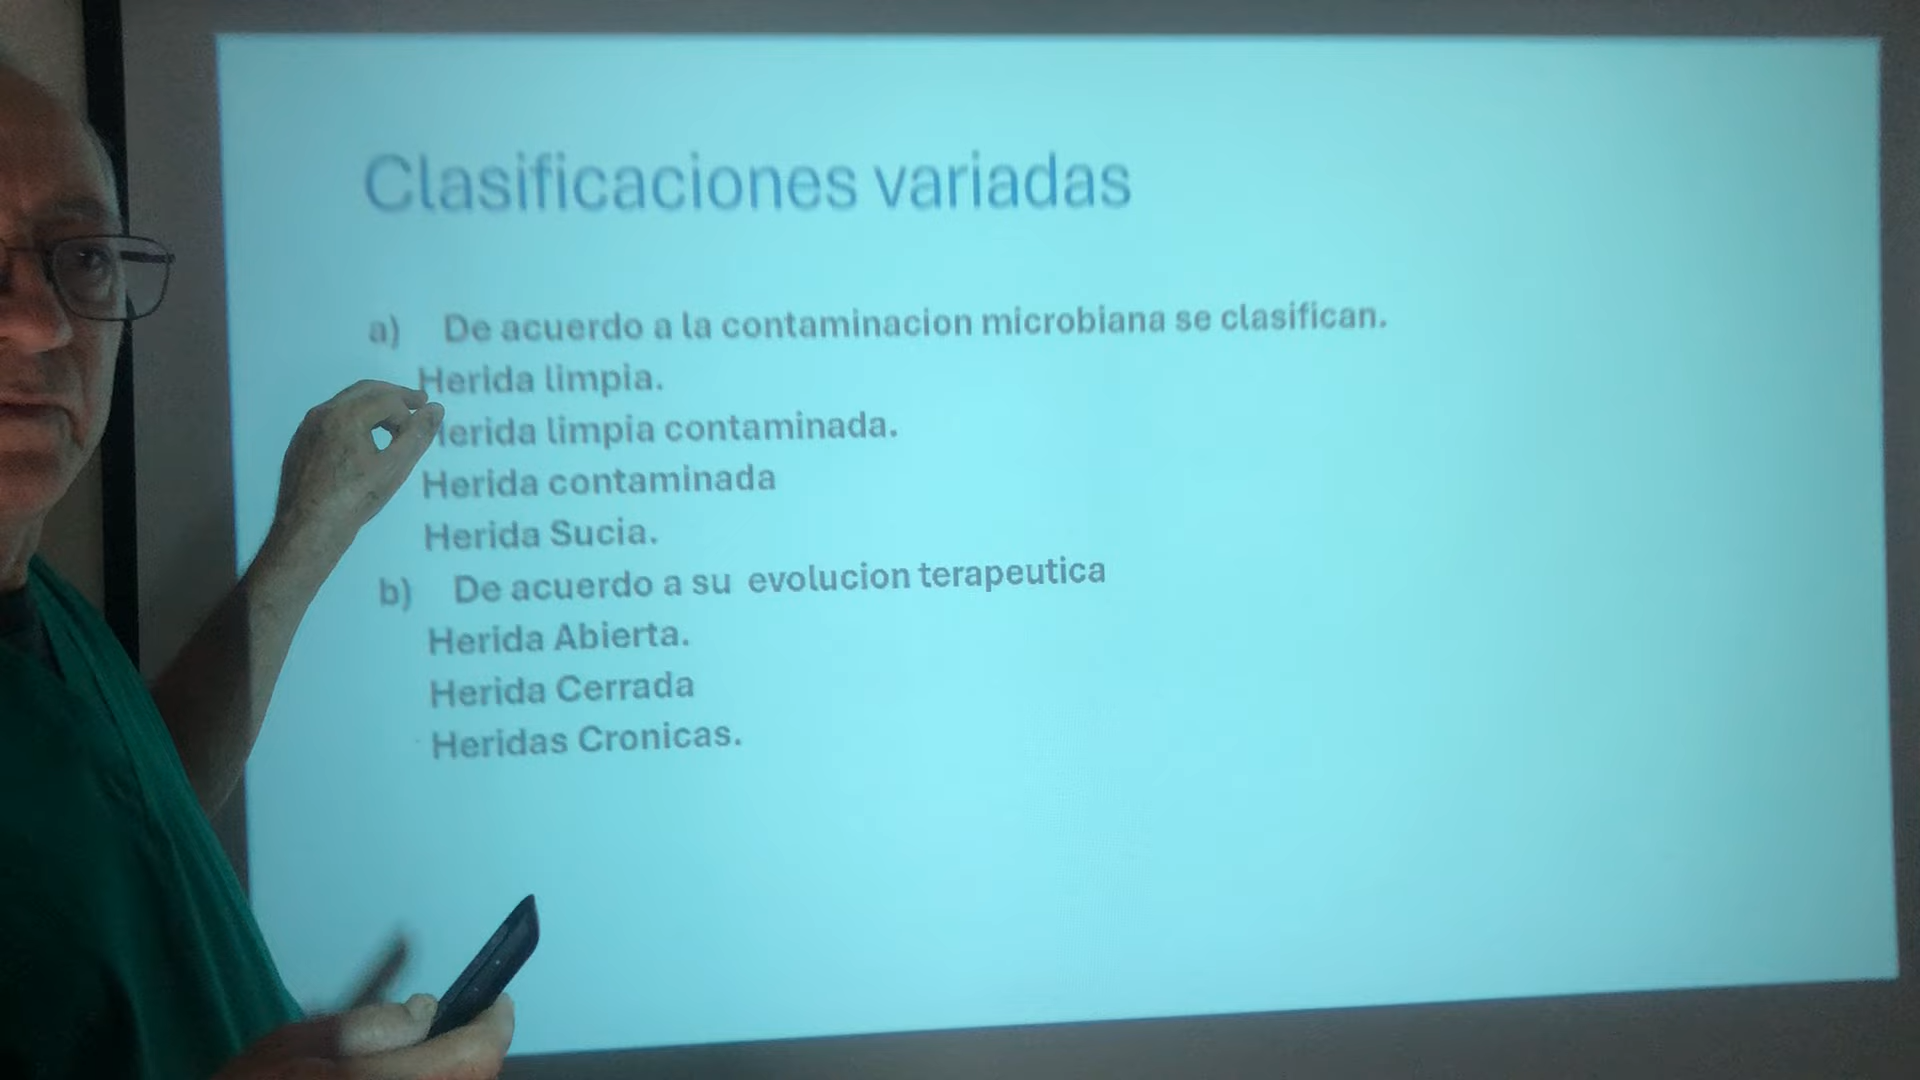 Clasificaciones variadas
a) De acuerdo a la contaminacion microbiana se clasifican.
Herida limpia.
Herida limpia contaminada.
Herida contaminada
Herida Sucia.
b) De acuerdo a su evolucion terapeutica
Herida Abierta.
Herida Cerrada
Heridas Cronicas.